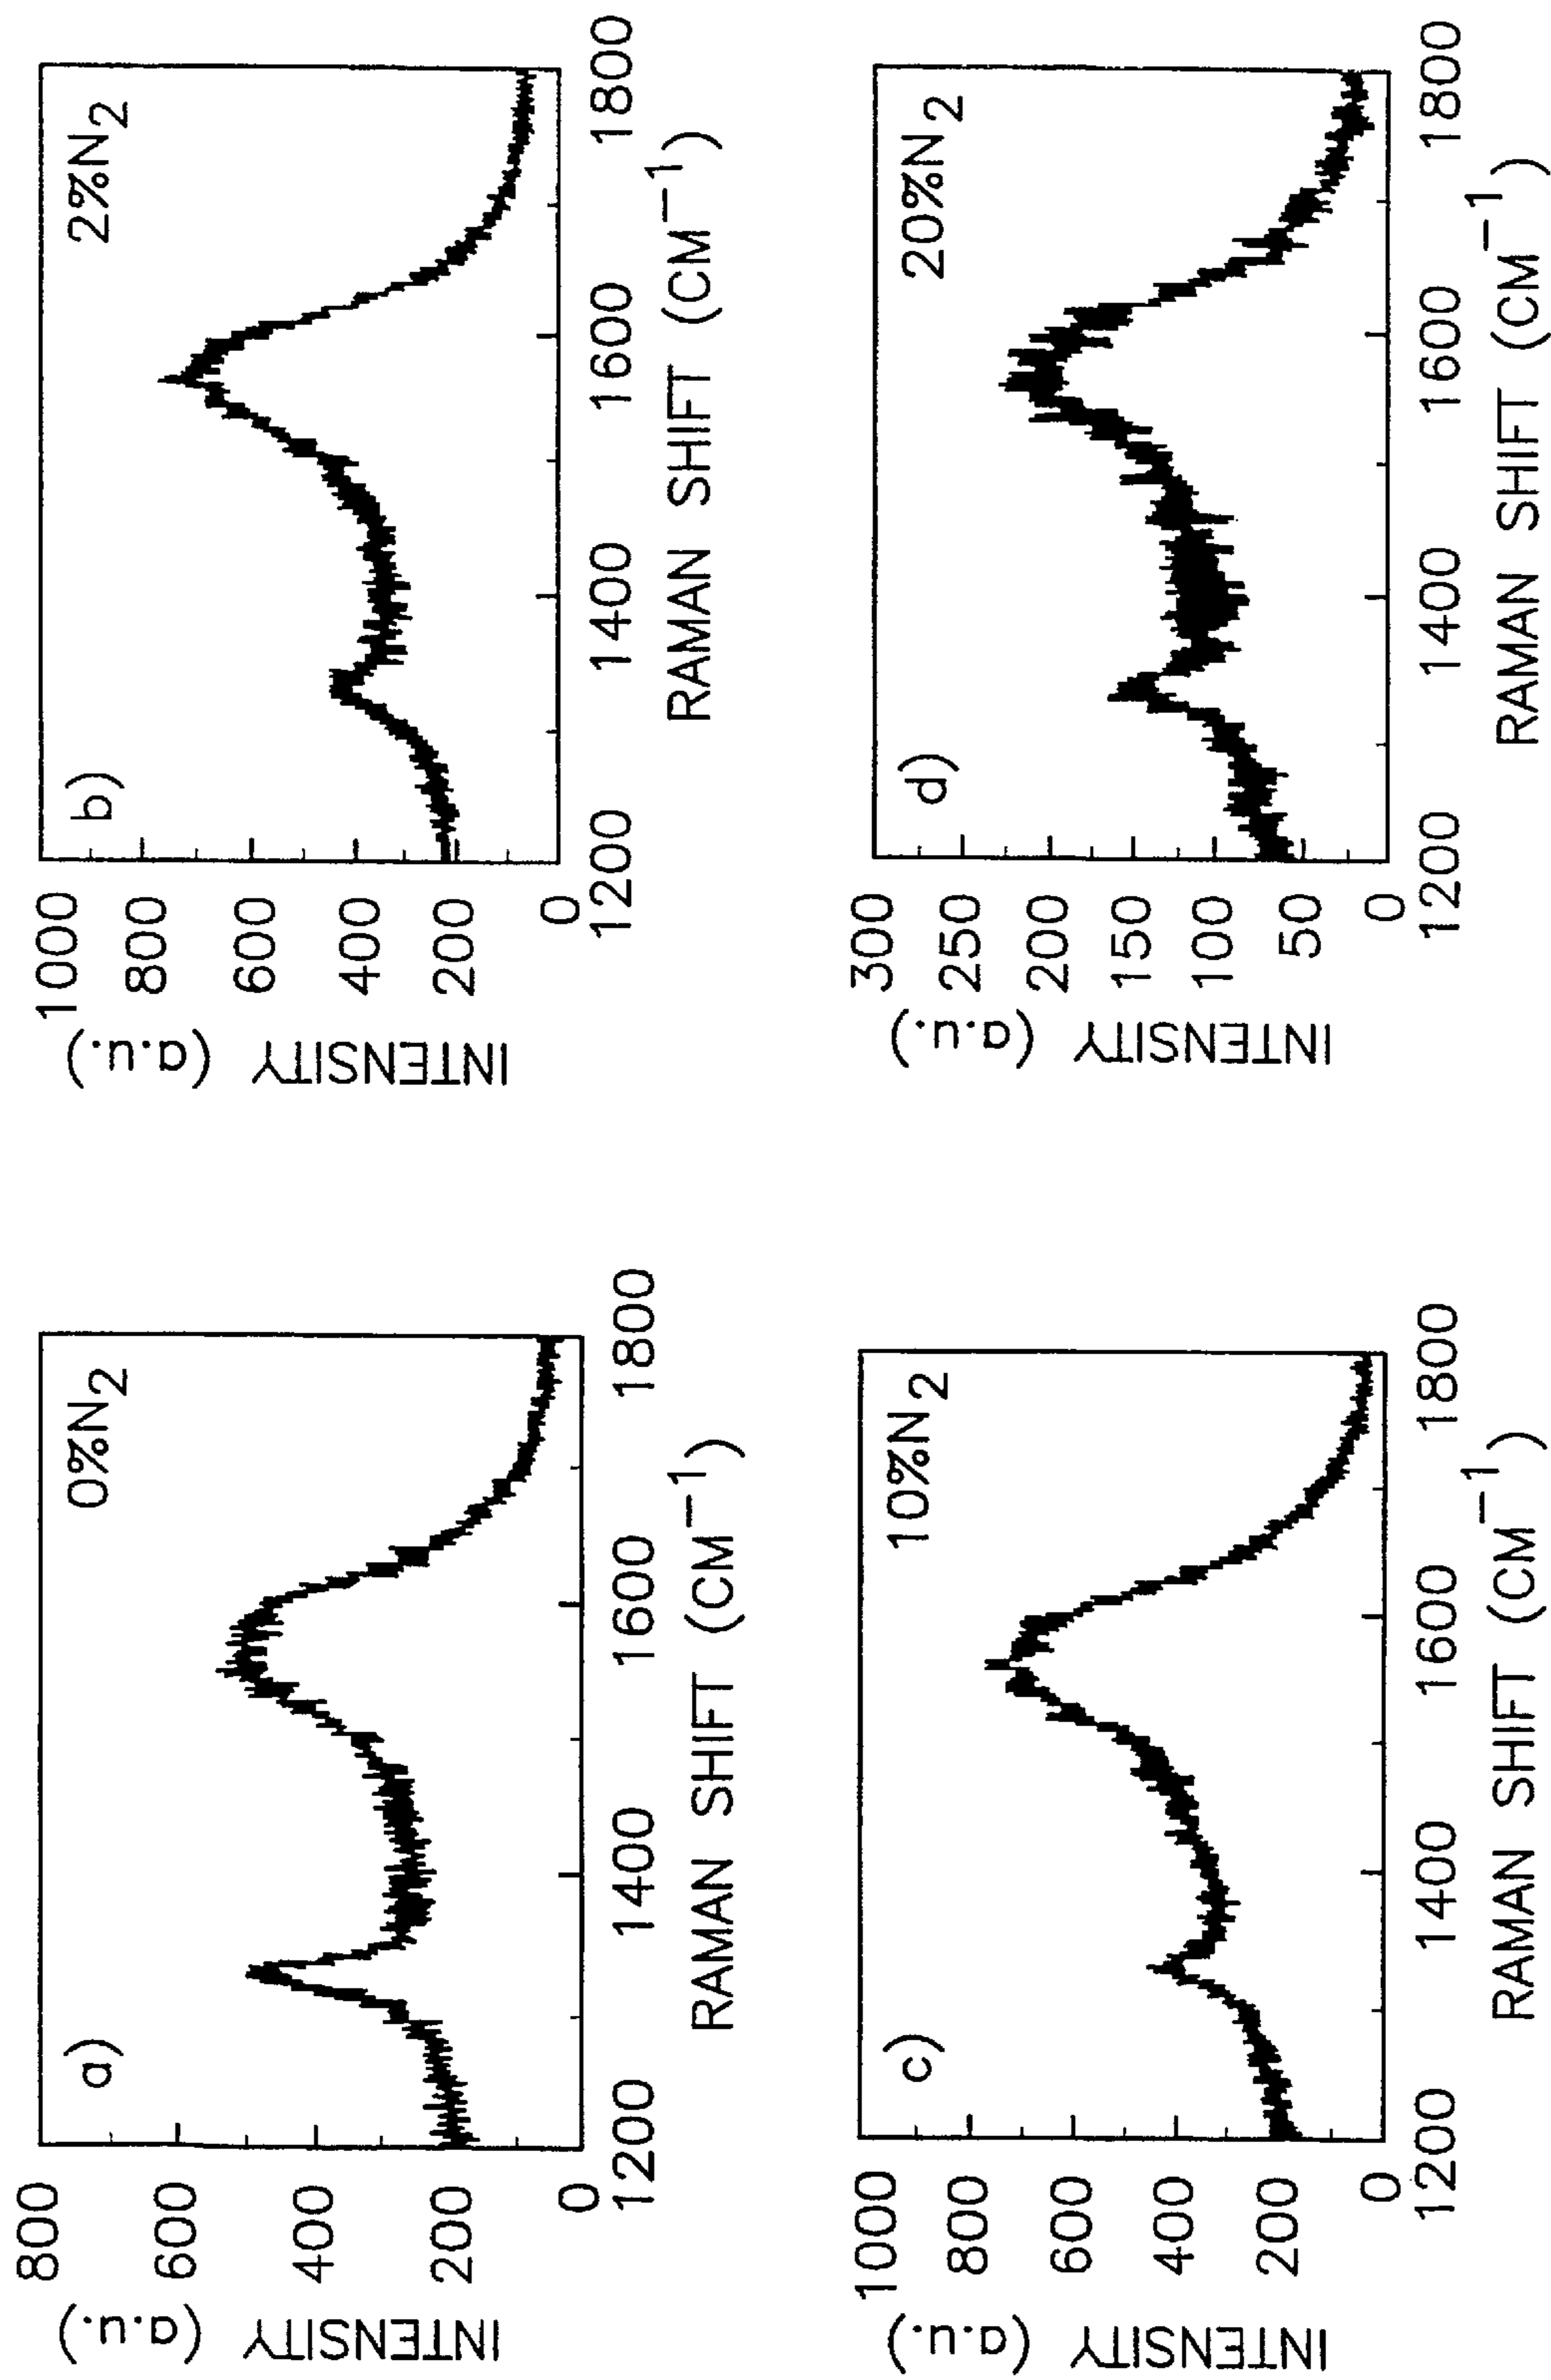 a)
0%N2
800
600
400
200
0
INTENSITY (a.u.)
1200
1400
1600
1800
RAMAN SHIFT (CM−1)
b)
2%N2
1000
800
600
400
200
0
INTENSITY (a.u.)
1200
1400
1600
1800
RAMAN SHIFT (CM−1)
c)
10%N2
1000
800
600
400
200
0
INTENSITY (a.u.)
1200
1400
1600
1800
RAMAN SHIFT (CM−1)
d)
20%N2
300
250
200
150
100
50
0
INTENSITY (a.u.)
1200
1400
1600
1800
RAMAN SHIFT (CM−1)